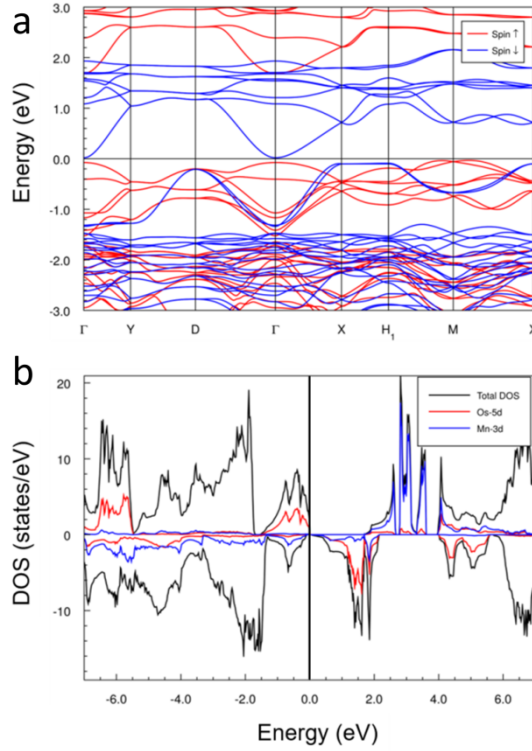 a
3.0
2.0
1.0
0.0
-1.0
-2.0
-3.0
Energy (eV)
Spin ↑
Spin ↓
Γ Y D Γ X H1 M X
b
20
10
0
-10
DOS (states/eV)
Total DOS
Os-5d
Mn-3d
-6.0 -4.0 -2.0 0.0 2.0 4.0 6.0
Energy (eV)